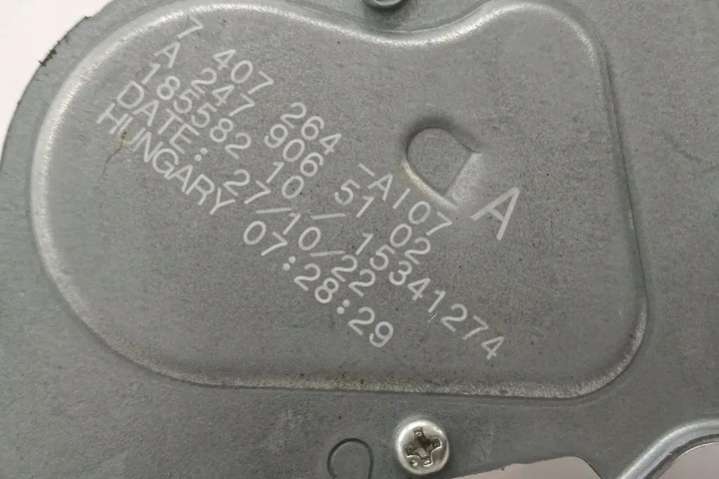 7 407 264 -A107
A 247 906 51 02
185582 10 / 15341274
DATE: 27/10/22
HUNGARY 07:28:29
A